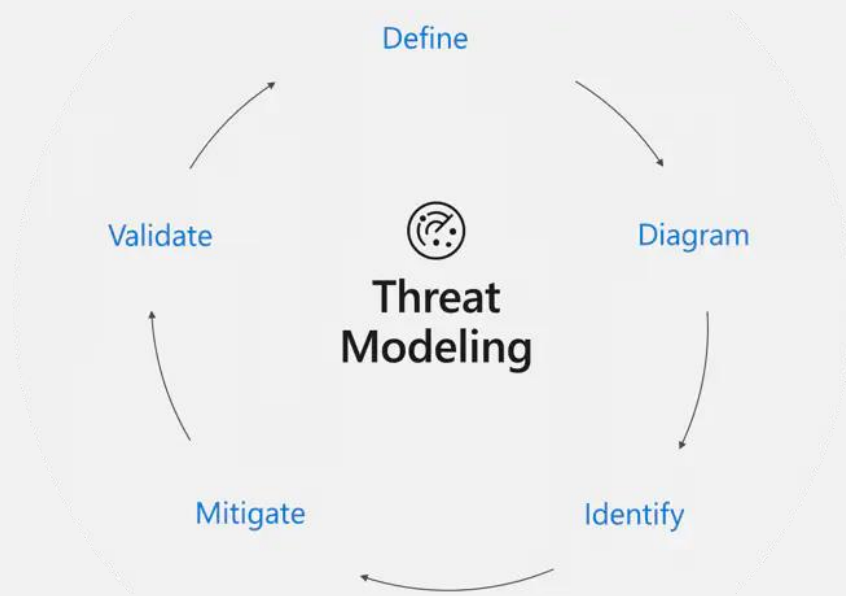 Define
Validate
Diagram
Threat
Modeling
Mitigate
Identify